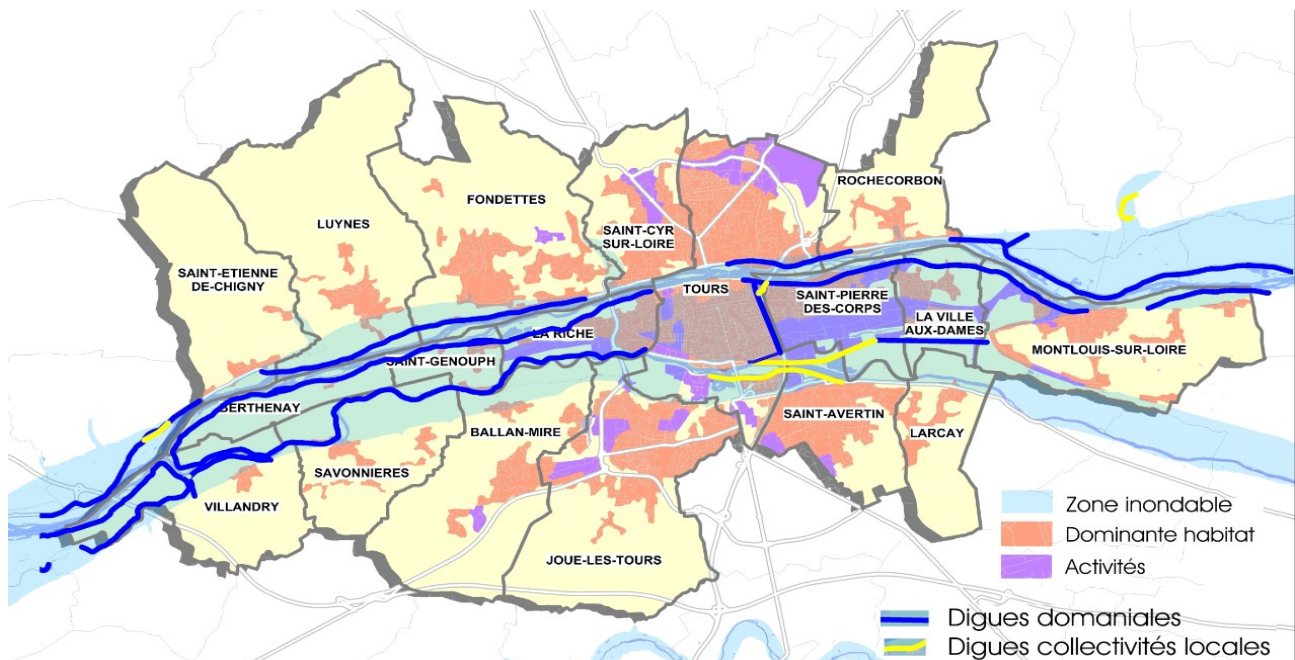 ROCHECORBON
FONDETTES
LUYNES
SAINT-CYR
SUR-LOIRE
SAINT-ETIENNE
DE-CHIGNY
TOURS
SAINT-PIERRE
DES-CORPS
LA VILLE
AUX-DAMES
LA RICHE
SAINT-GENOUPH
MONTLOUIS-SUR-LOIRE
BERTHENAY
SAINT-AVERTIN
BALLAN-MIRE
LARCAY
SAVONNIERES
VILLANDRY
JOUE-LES-TOURS
Zone inondable
Dominante habitat
Activités
Digues domaniales
Digues collectivités locales